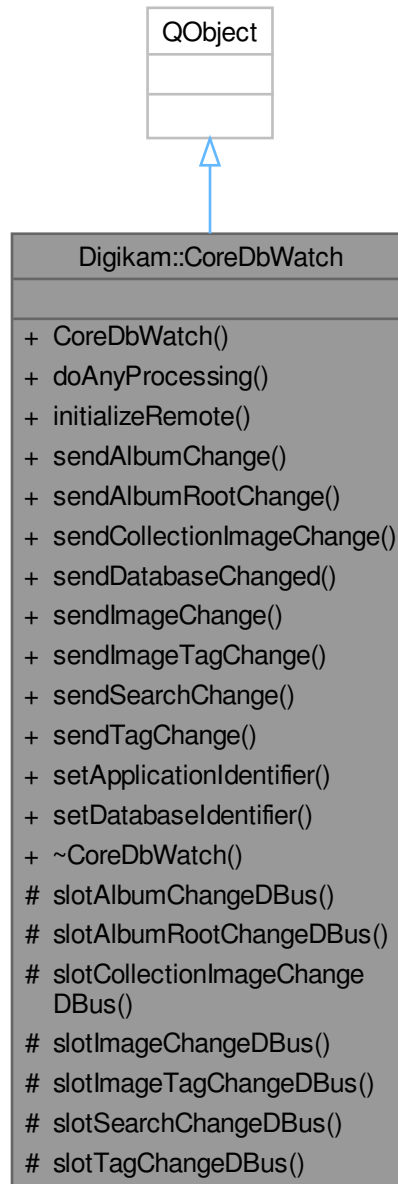 QObject
Digikam::CoreDbWatch
+ CoreDbWatch()
+ doAnyProcessing()
+ initializeRemote()
+ sendAlbumChange()
+ sendAlbumRootChange()
+ sendCollectionImageChange()
+ sendDatabaseChanged()
+ sendImageChange()
+ sendImageTagChange()
+ sendSearchChange()
+ sendTagChange()
+ setApplicationIdentifier()
+ setDatabaseIdentifier()
+ ~CoreDbWatch()
# slotAlbumChangeDBus()
# slotAlbumRootChangeDBus()
# slotCollectionImageChange
DBus()
# slotImageChangeDBus()
# slotImageTagChangeDBus()
# slotSearchChangeDBus()
# slotTagChangeDBus()